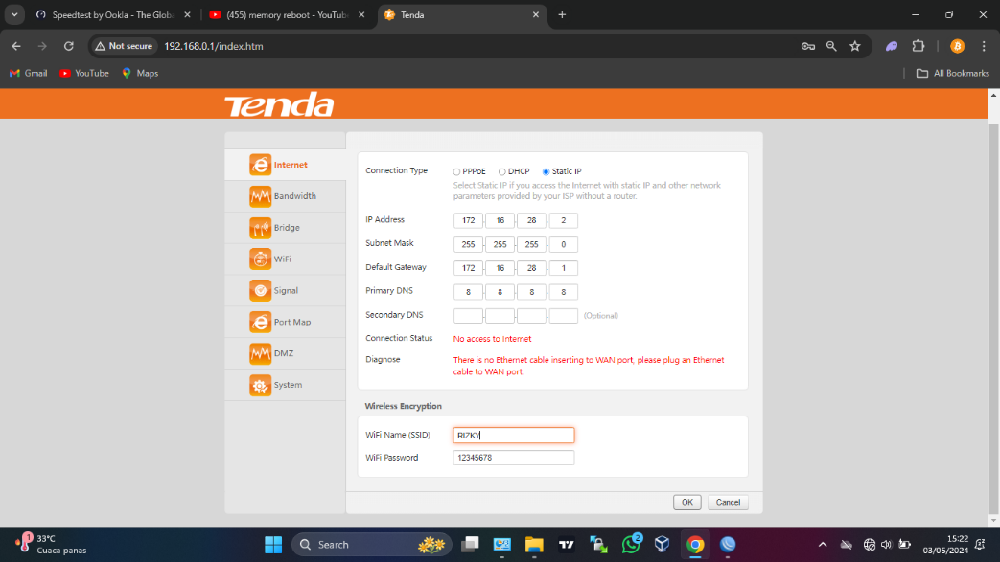 Speedtest by Ookla - The Globa
(455) memory reboot - YouTube
Tenda
Not secure
192.168.0.1/index.htm
Gmail
YouTube
Maps
All Bookmarks
Tenda
Internet
Bandwidth
Bridge
WiFi
Signal
Port Map
DMZ
System
Connection Type
PPPoE
DHCP
Static IP
Select Static IP if you access the Internet with static IP and other network
parameters provided by your ISP without a router.
IP Address
172 . 16 . 28 . 2
Subnet Mask
255 . 255 . 255 . 0
Default Gateway
172 . 16 . 28 . 1
Primary DNS
8 . 8 . 8 . 8
Secondary DNS
(Optional)
Connection Status
No access to Internet
Diagnose
There is no Ethernet cable inserting to WAN port, please plug an Ethernet
cable to WAN port.
Wireless Encryption
WiFi Name (SSID)
RIZKY
WiFi Password
12345678
OK
Cancel
1
33°C
Cuaca panas
Search
2
15:22
03/05/2024